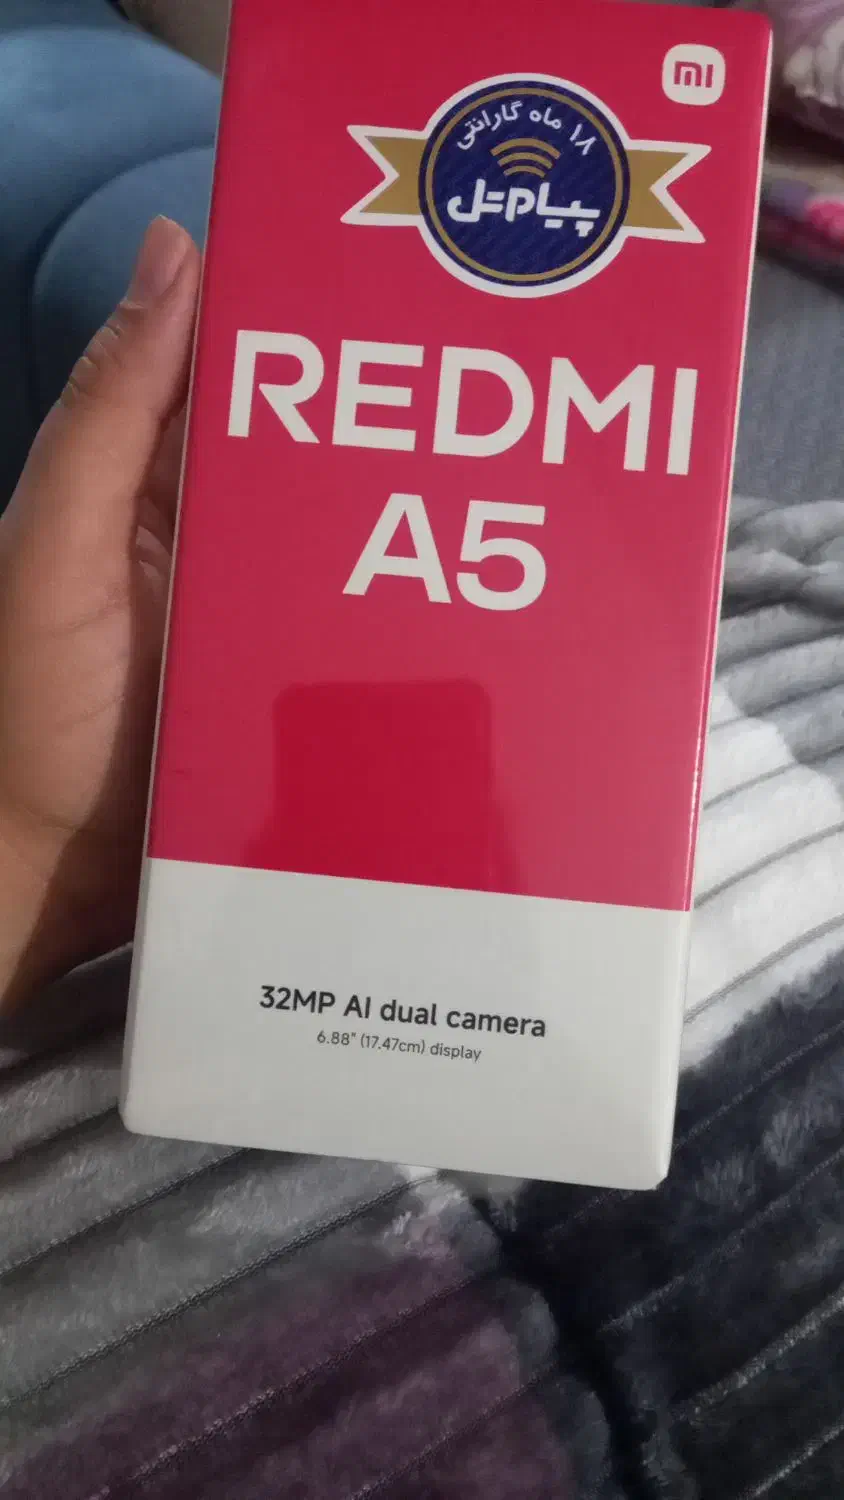 mi
۱۸ ماه گارانتی
پیام‌تل
REDMI
A5
32MP AI dual camera
6.88" (17.47cm) display